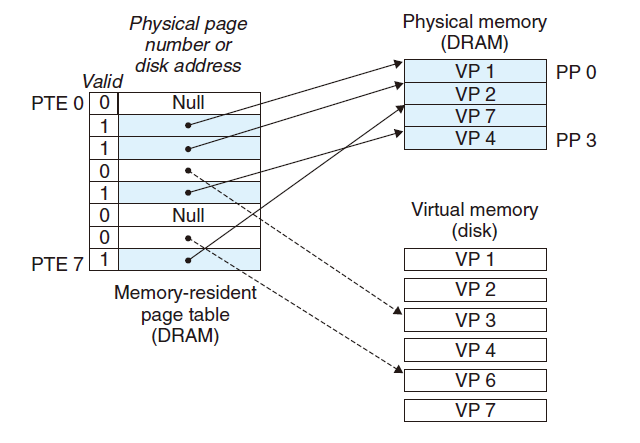 Physical page
number or
disk address
Valid
PTE 0 0 Null
1
1
0
1
0 Null
0
PTE 7 1
Memory-resident
page table
(DRAM)
Physical memory
(DRAM)
VP 1 PP 0
VP 2
VP 7
VP 4 PP 3
Virtual memory
(disk)
VP 1
VP 2
VP 3
VP 4
VP 6
VP 7